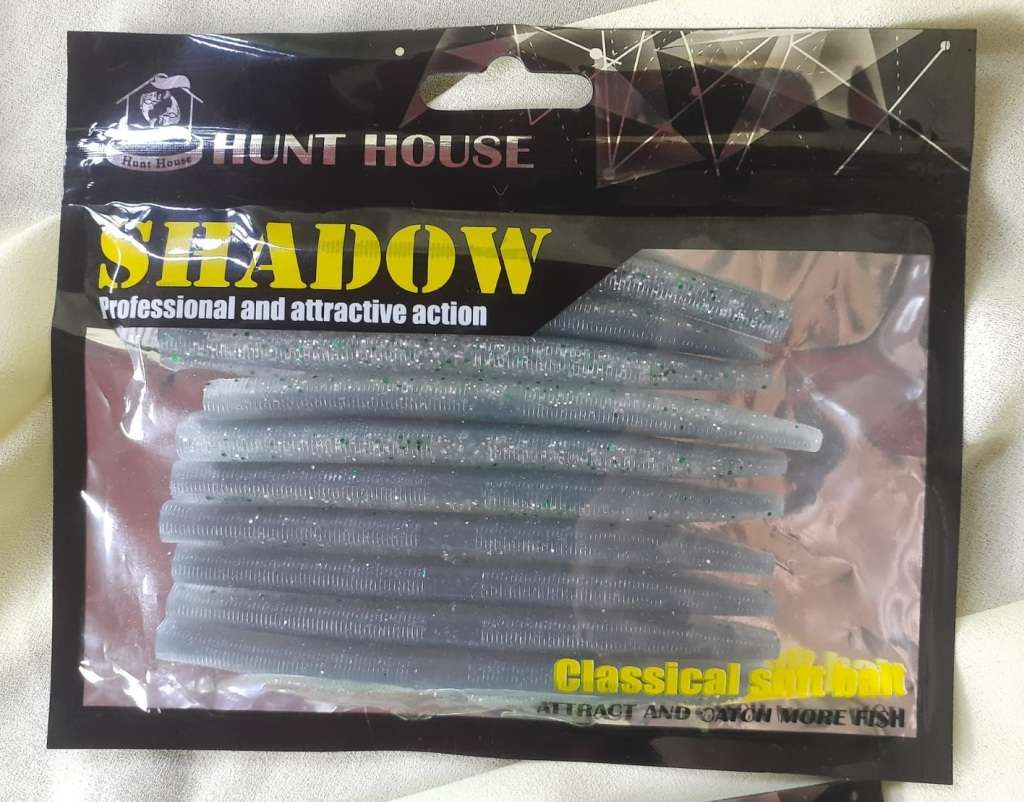 Hunt House
HUNT HOUSE
SHADOW
Professional and attractive action
Classical soft bait
ATTRACT AND CATCH MORE FISH